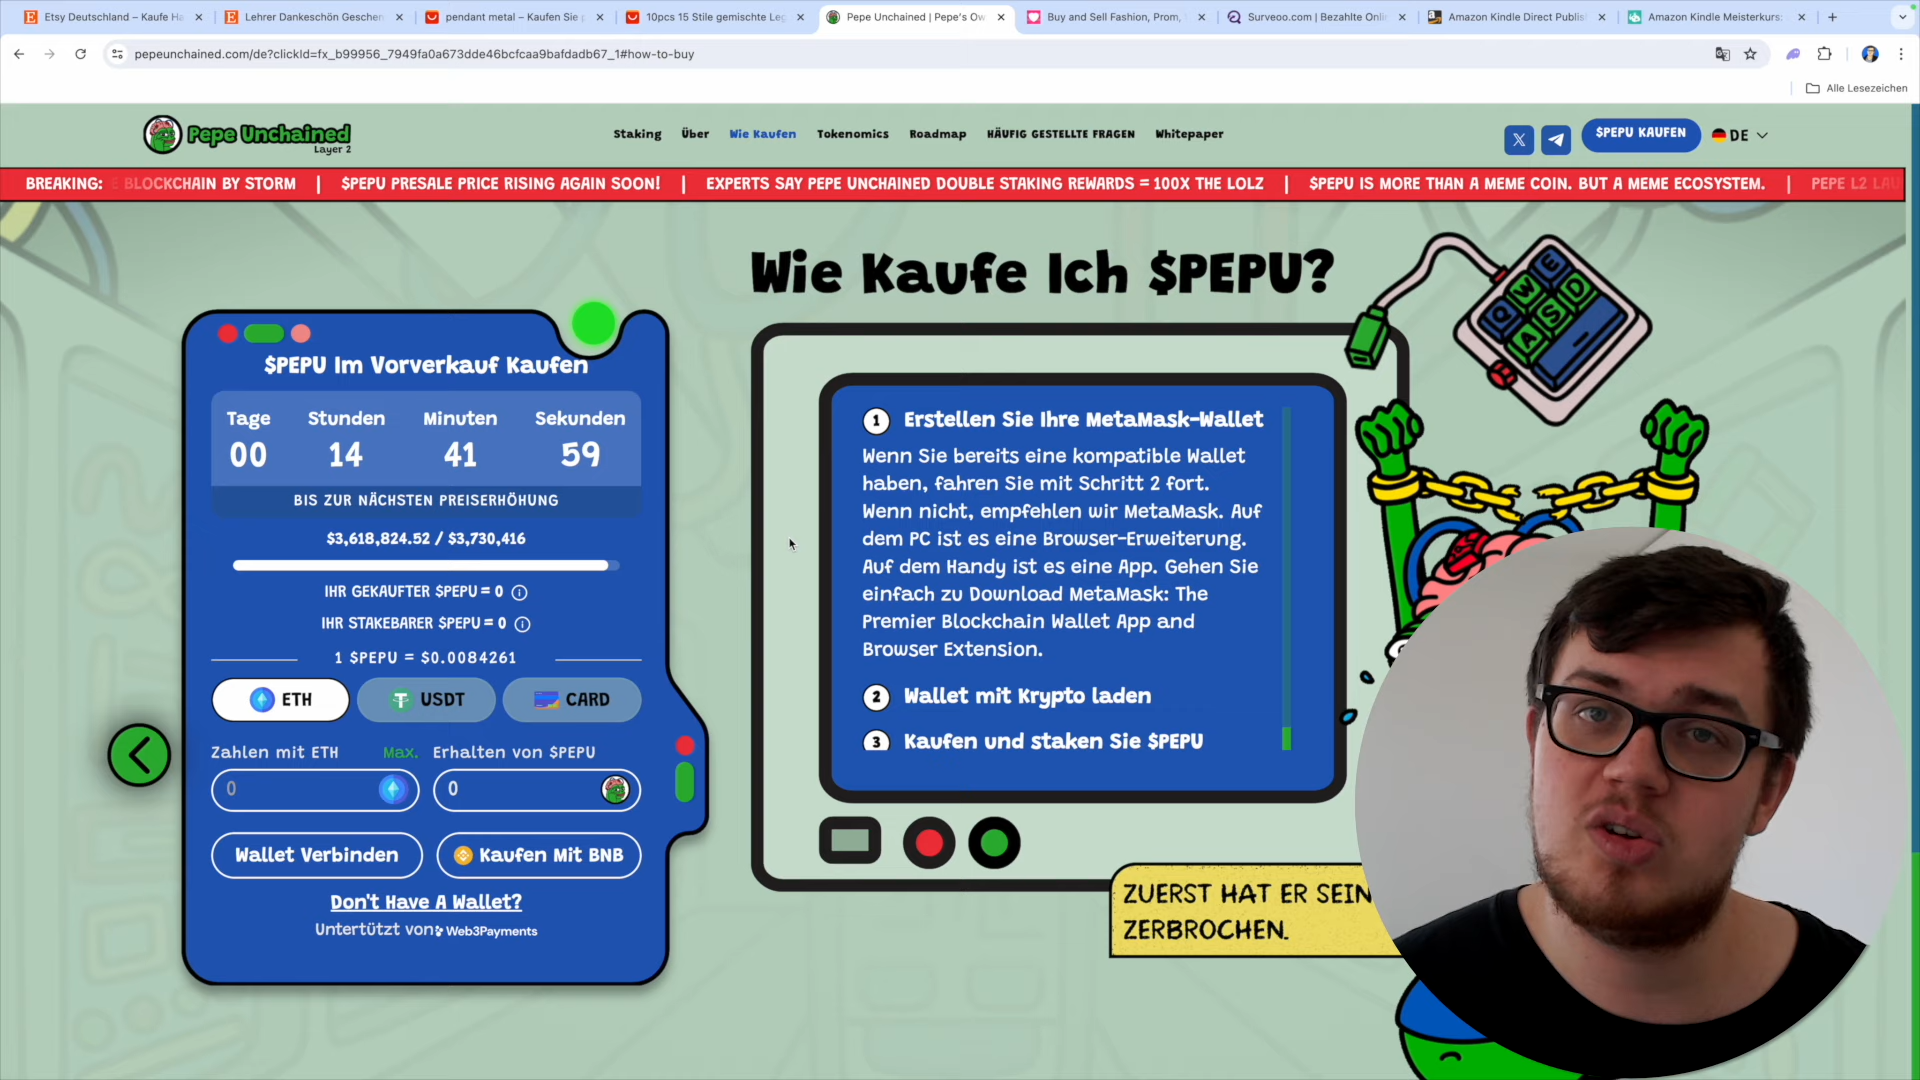 Etsy Deutschland – Kaufe Ha
Lehrer Dankeschön Geschen
pendant metal – Kaufen Sie
10pcs 15 Stile gemischte Leg
Pepe Unchained | Pepe's Ow
Buy and Sell Fashion, Prom,
Surveoo.com | Bezahlte Onli
Amazon Kindle Direct Publis
Amazon Kindle Meisterkurs:
pepeunchained.com/de?clickId=fx_b99956_7949fa0a673dde46bcfcaa9bafdadb67_1#how-to-buy
Alle Lesezeichen
Pepe Unchained
Layer 2
Staking
Über
Wie Kaufen
Tokenomics
Roadmap
HÄUFIG GESTELLTE FRAGEN
Whitepaper
$PEPU KAUFEN
DE
BREAKING: BLOCKCHAIN BY STORM | $PEPU PRESALE PRICE RISING AGAIN SOON! | EXPERTS SAY PEPE UNCHAINED DOUBLE STAKING REWARDS = 100X THE LOLZ | $PEPU IS MORE THAN A MEME COIN. BUT A MEME ECOSYSTEM. | PEPE L2 LAU
$PEPU Im Vorverkauf Kaufen
Tage Stunden Minuten Sekunden
00 14 41 59
BIS ZUR NÄCHSTEN PREISERHÖHUNG
$3,618,824.52 / $3,730,416
IHR GEKAUFTER $PEPU = 0
IHR STAKEBARER $PEPU = 0
1 $PEPU = $0.0084261
ETH
USDT
CARD
Zahlen mit ETH Max. Erhalten von $PEPU
0 0
Wallet Verbinden
Kaufen Mit BNB
Don't Have A Wallet?
Untertützt von Web3Payments
Wie Kaufe Ich $PEPU?
1 Erstellen Sie Ihre MetaMask-Wallet
Wenn Sie bereits eine kompatible Wallet
haben, fahren Sie mit Schritt 2 fort.
Wenn nicht, empfehlen wir MetaMask. Auf
dem PC ist es eine Browser-Erweiterung.
Auf dem Handy ist es eine App. Gehen Sie
einfach zu Download MetaMask: The
Premier Blockchain Wallet App and
Browser Extension.
2 Wallet mit Krypto laden
3 Kaufen und staken Sie $PEPU
E
W
D
Q
S
A
ZUERST HAT ER SEIN
ZERBROCHEN.